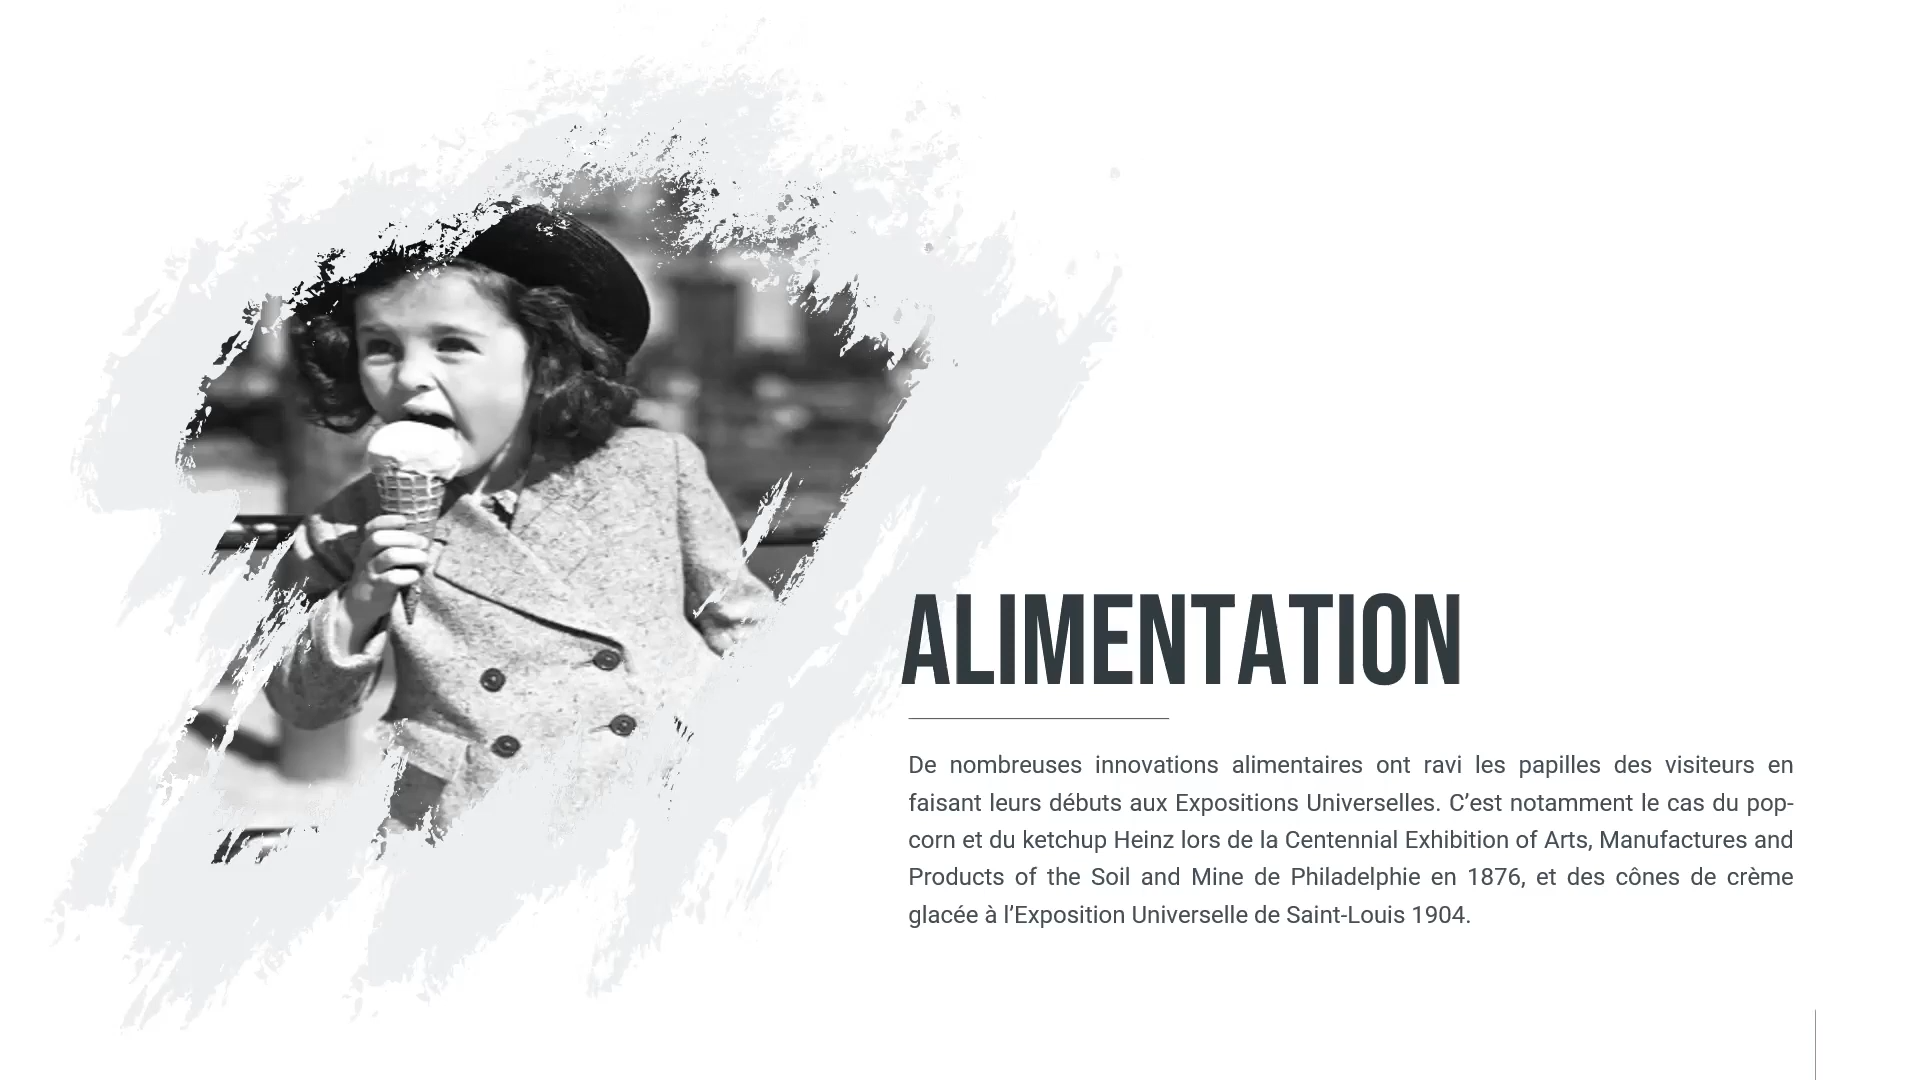 ALIMENTATION
De nombreuses innovations alimentaires ont ravi les papilles des visiteurs en
faisant leurs débuts aux Expositions Universelles. C’est notamment le cas du pop-
corn et du ketchup Heinz lors de la Centennial Exhibition of Arts, Manufactures and
Products of the Soil and Mine de Philadelphie en 1876, et des cônes de crème
glacée à l’Exposition Universelle de Saint-Louis 1904.